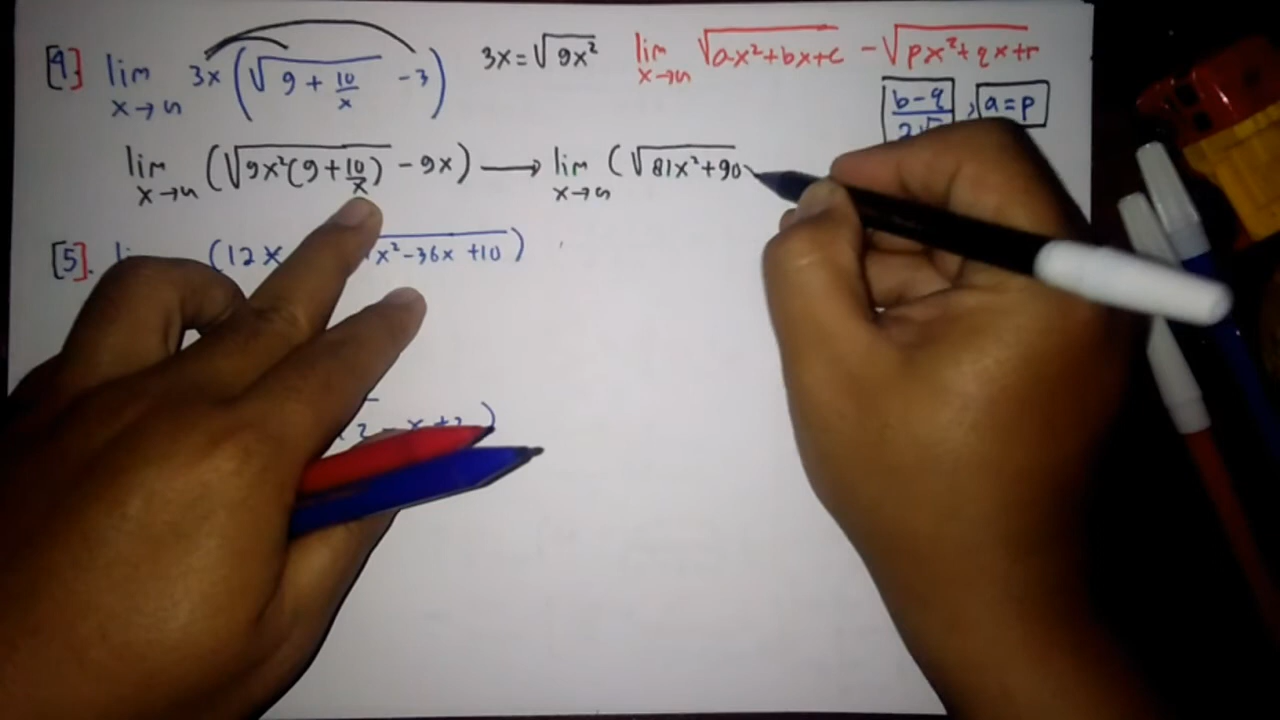 [4] lim x→∞ 3x (√(9 + 10/x) - 3) 3x = √(9x²) lim x→∞ √(ax²+bx+c) - √(px²+qx+r)
b-q , a=p
lim x→∞ (√(9x²(9+10/x)) - 9x) → lim x→∞ (√(81x²+90
[5]. (12x x²-36x+10)